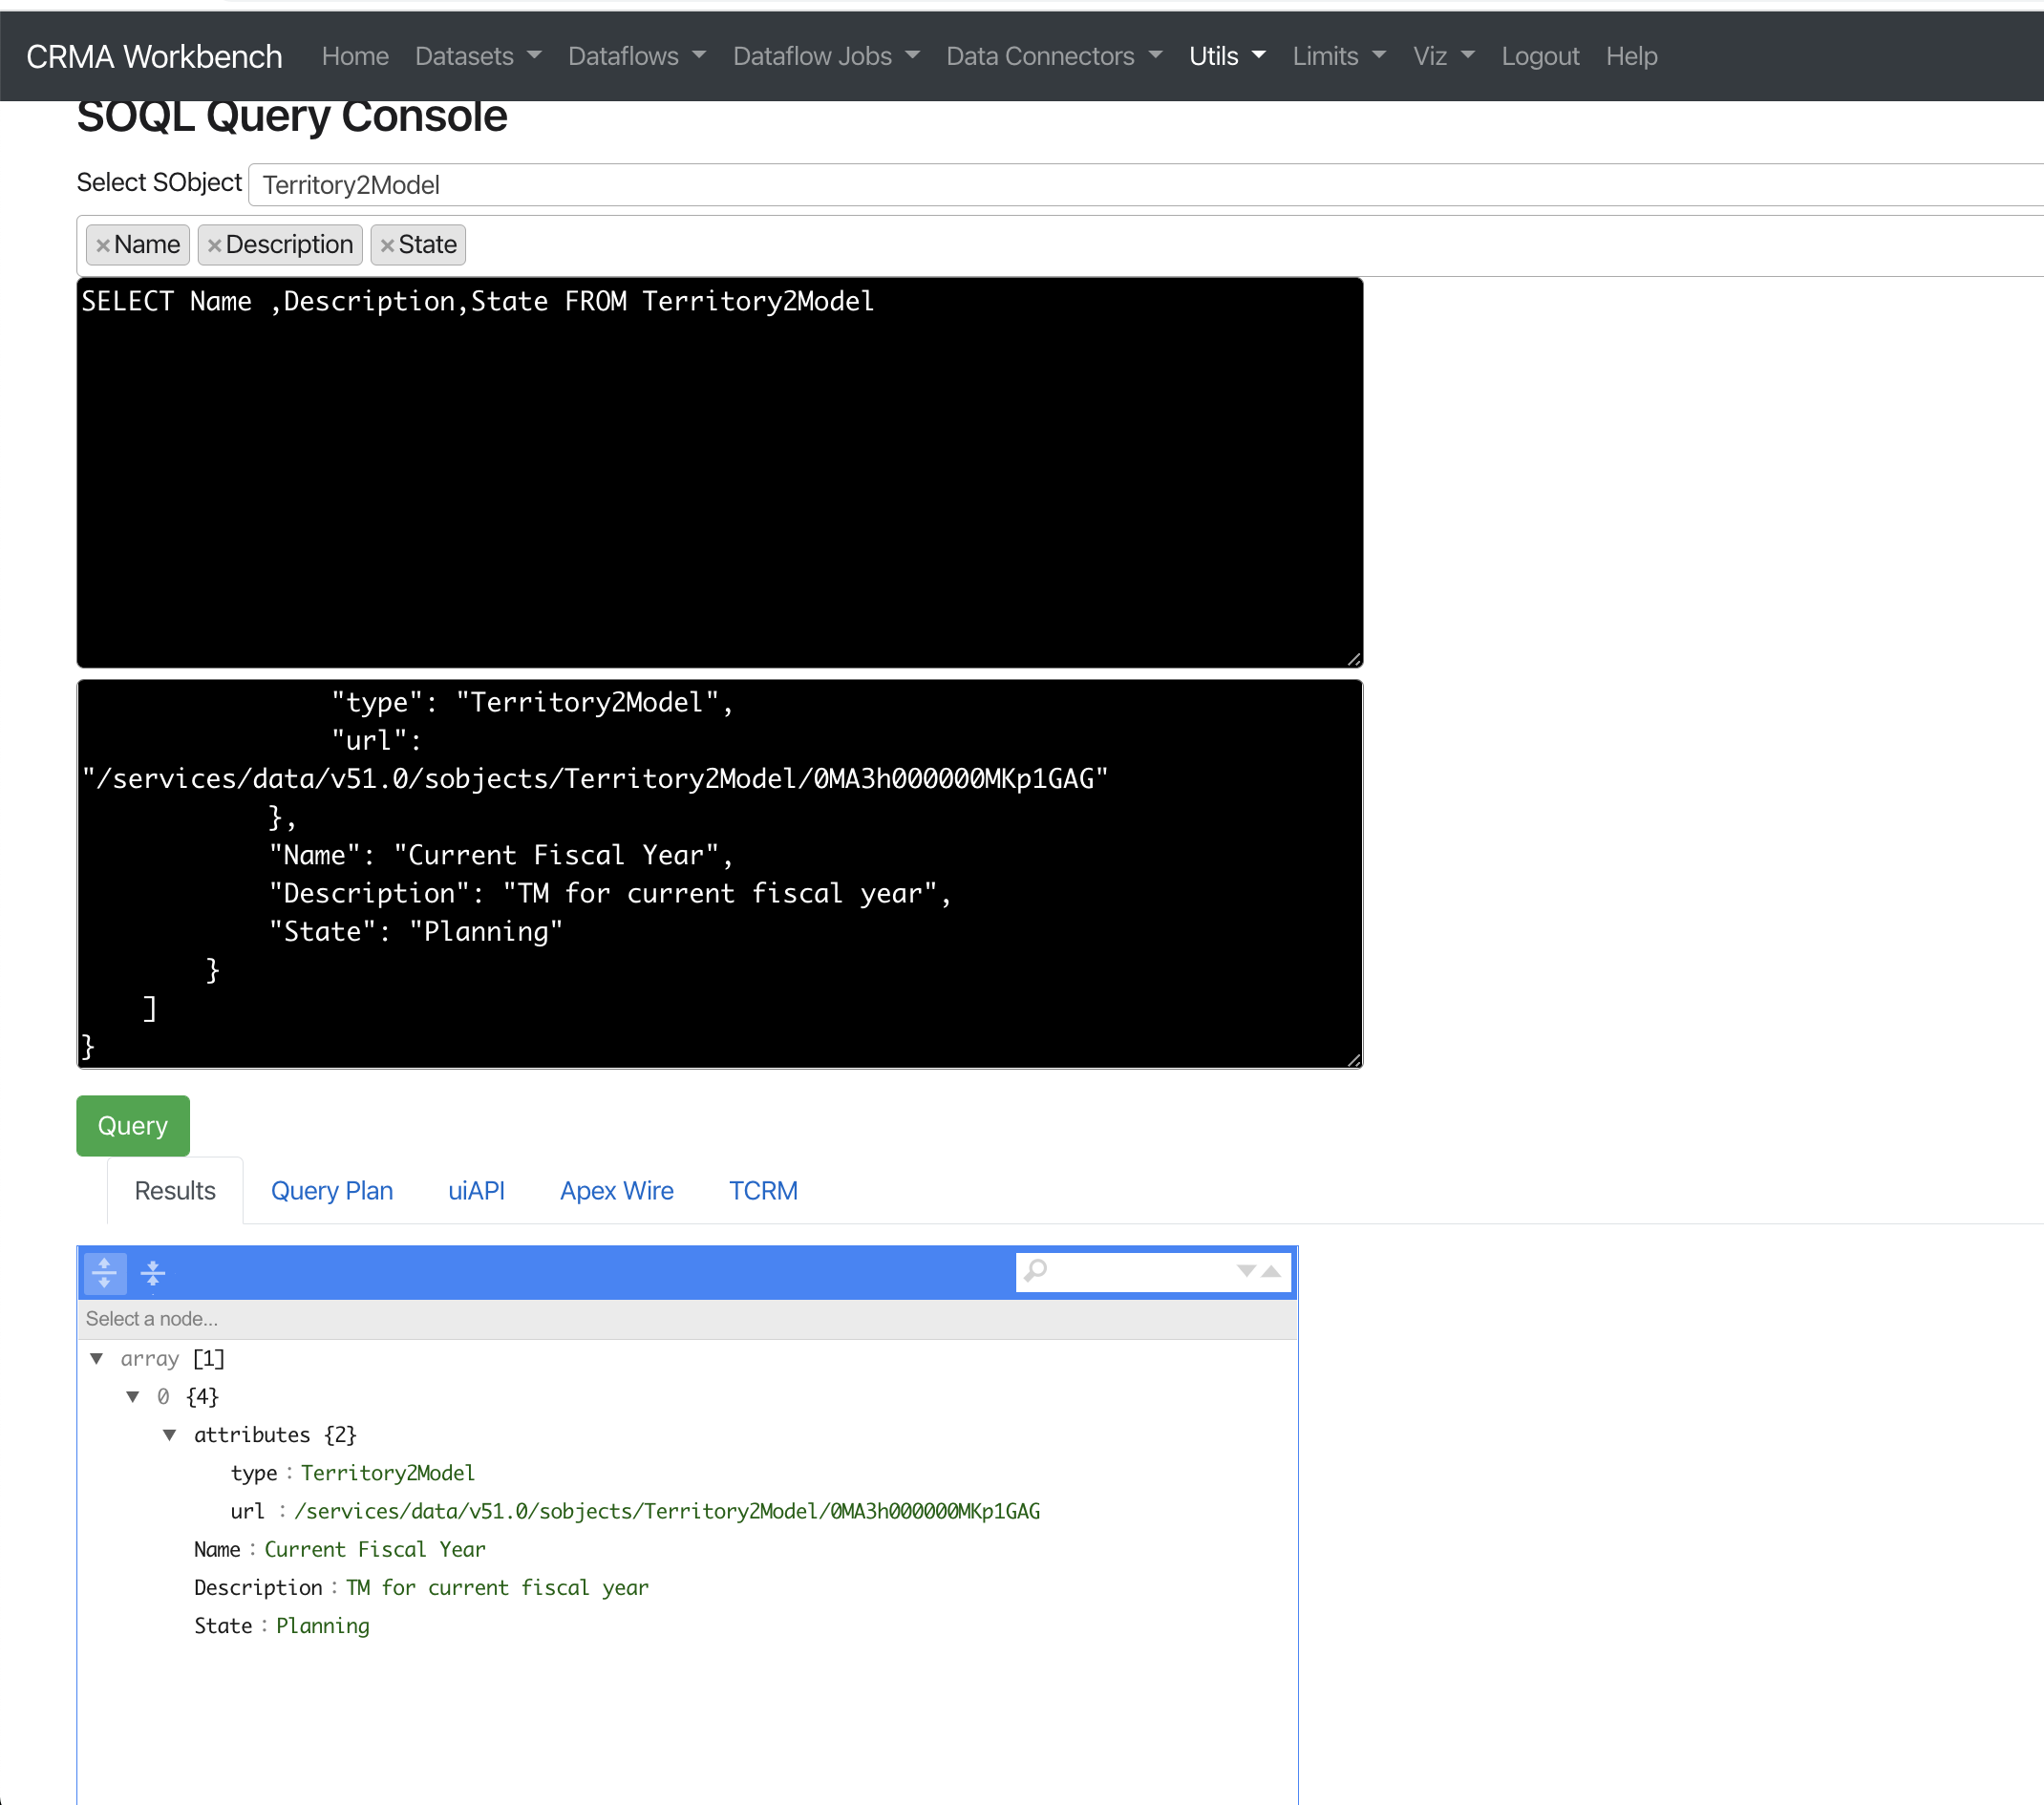 CRMA Workbench Home Datasets Dataflows Dataflow Jobs Data Connectors Utils Limits Viz Logout Help
SOQL Query Console
Select SObject Territory2Model
×Name ×Description ×State
SELECT Name ,Description,State FROM Territory2Model
"type": "Territory2Model",
"url":
"/services/data/v51.0/sobjects/Territory2Model/0MA3h000000MKp1GAG"
},
"Name": "Current Fiscal Year",
"Description": "TM for current fiscal year",
"State": "Planning"
}
]
}
Query
Results Query Plan uiAPI Apex Wire TCRM
Select a node...
array [1]
0 {4}
attributes {2}
type : Territory2Model
url : /services/data/v51.0/sobjects/Territory2Model/0MA3h000000MKp1GAG
Name : Current Fiscal Year
Description : TM for current fiscal year
State : Planning